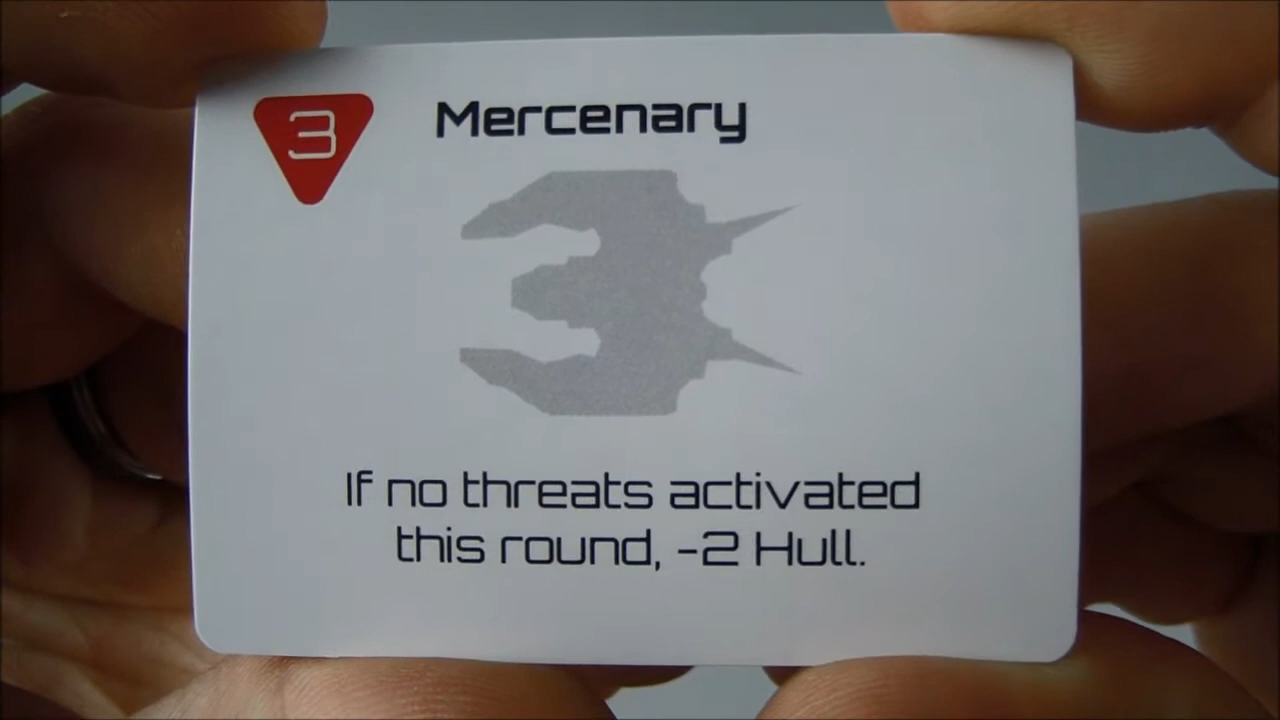 3
Mercenary
If no threats activated
this round, -2 Hull.